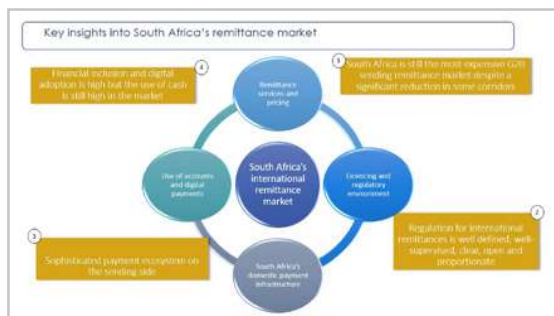 Key insights into South Africa's remittance market
4
Financial inclusion and digital
adoption is high but the use of cash
is still high in the market
Remittance
services and
pricing
South Africa is still the most expensive G20
sending remittance market despite a
significant reduction in some corridors
Use of accounts
and digital
payments
South Africa's
international
remittance
market
Licencing and
regulatory
environment
3
Sophisticated payment ecosystem on
the sending side
South Africa's
domestic payment
infrastructure
2
Regulation for international
remittances is well defined, well-
supervised, clear, open and
proportionate